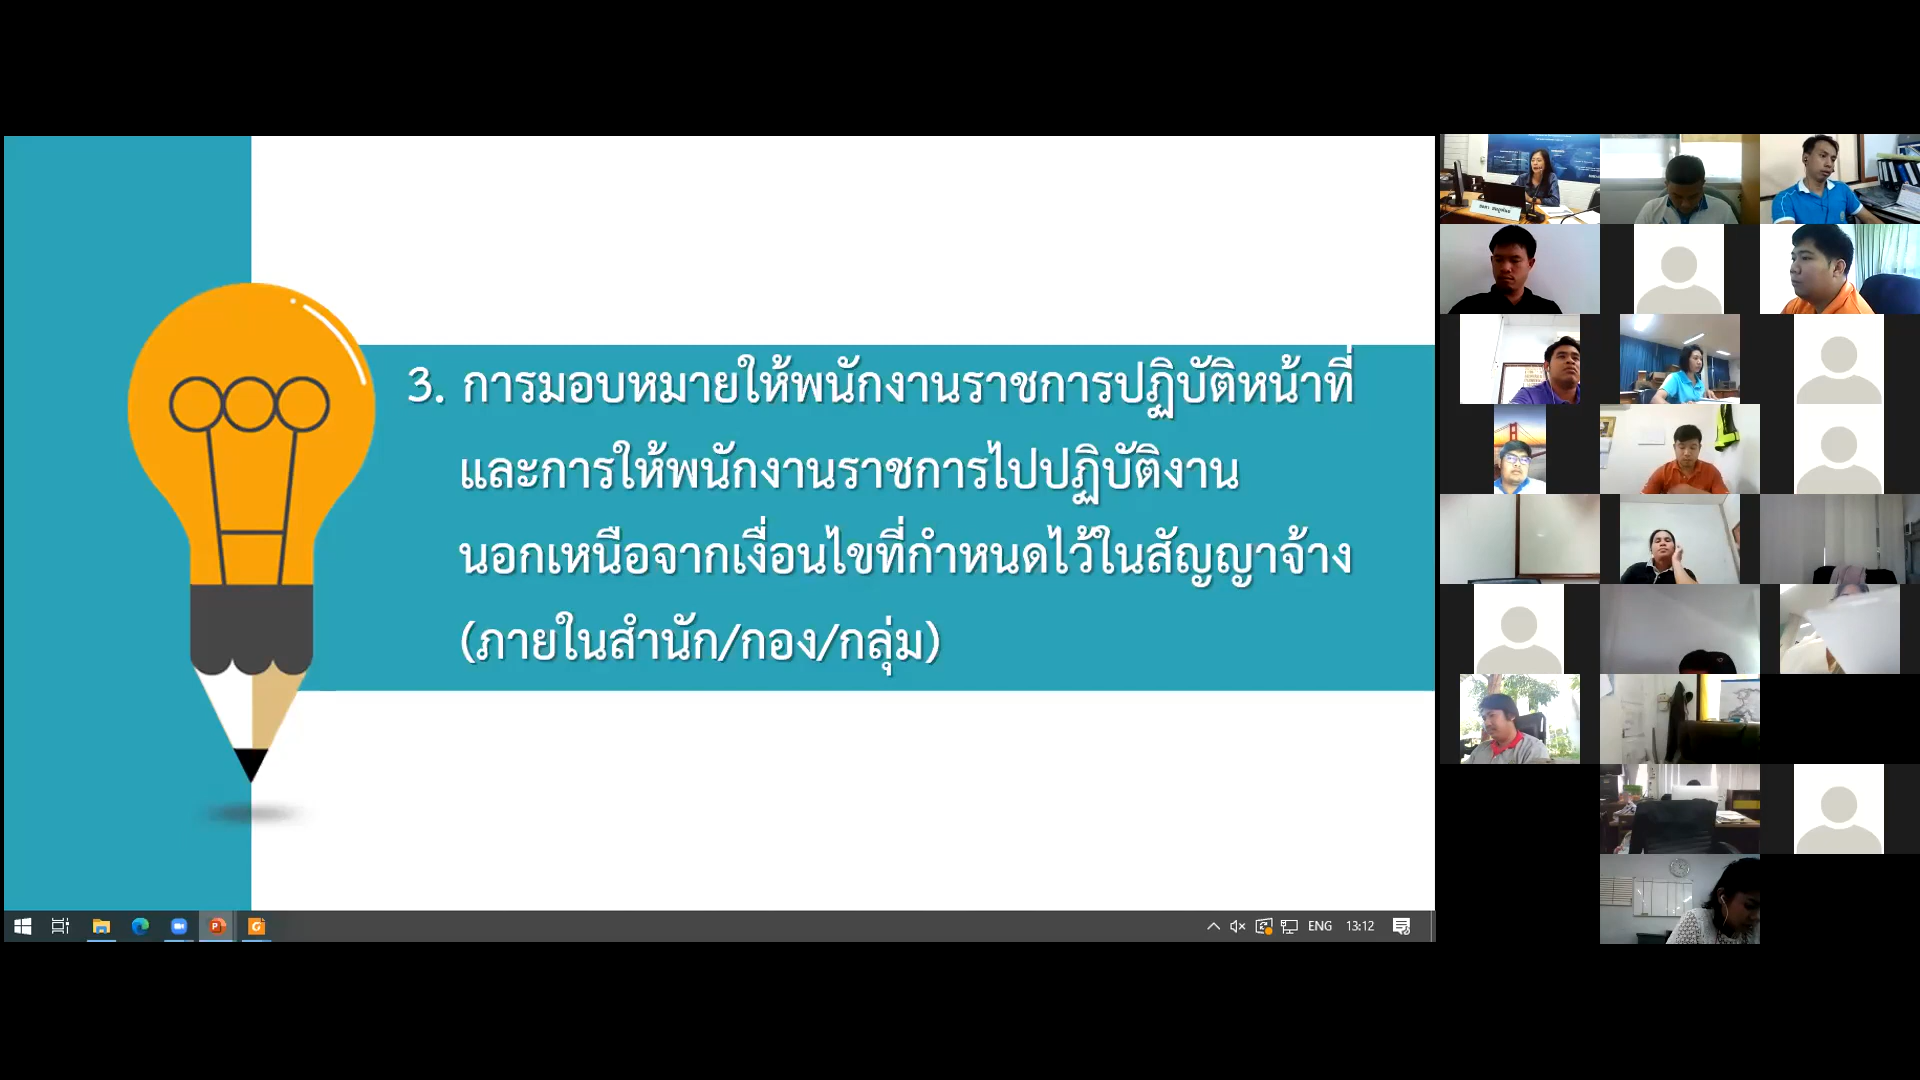 3. การมอบหมายให้พนักงานราชการปฏิบัติหน้าที่
และการให้พนักงานราชการไปปฏิบัติงาน
นอกเหนือจากเงื่อนไขที่กำหนดไว้ในสัญญาจ้าง
(ภายในสำนัก/กอง/กลุ่ม)
ENG 13:12